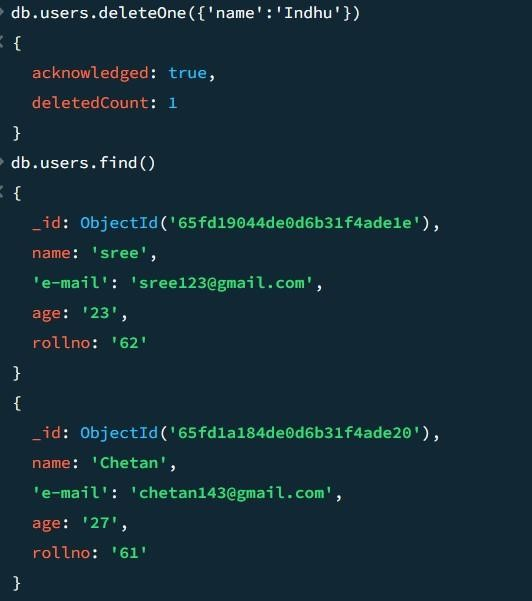 db.users.deleteOne({'name':'Indhu'})
{
acknowledged: true,
deletedCount: 1
}
db.users.find()
{
_id: ObjectId('65fd19044de0d6b31f4ade1e'),
name: 'sree',
'e-mail': 'sree123@gmail.com',
age: '23',
rollno: '62'
}
{
_id: ObjectId('65fd1a184de0d6b31f4ade20'),
name: 'Chetan',
'e-mail': 'chetan143@gmail.com',
age: '27',
rollno: '61'
}